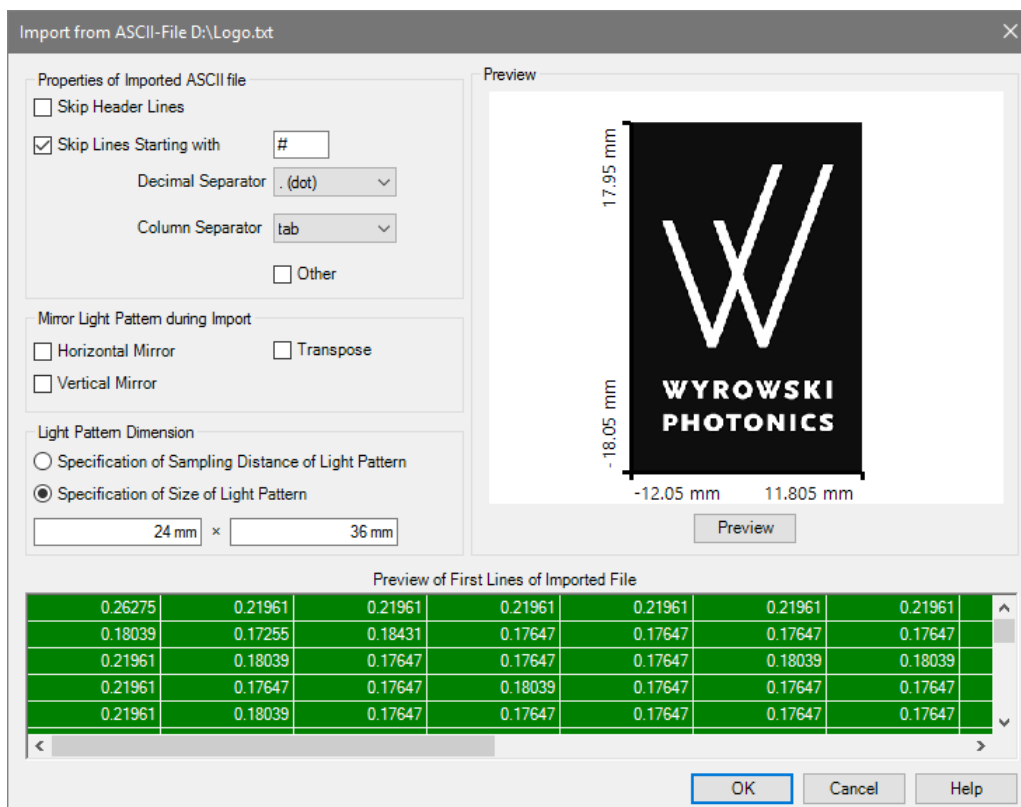 Import from ASCII-File D:\Logo.txt
Properties of Imported ASCII file
Skip Header Lines
Skip Lines Starting with #
Decimal Separator . (dot)
Column Separator tab
Other
Mirror Light Pattern during Import
Horizontal Mirror Transpose
Vertical Mirror
Light Pattern Dimension
Specification of Sampling Distance of Light Pattern
Specification of Size of Light Pattern
24 mm × 36 mm
Preview
17.95 mm
-18.05 mm
WYROWSKI
PHOTONICS
-12.05 mm 11.805 mm
Preview
Preview of First Lines of Imported File
0.26275 0.21961 0.21961 0.21961 0.21961 0.21961 0.21961
0.18039 0.17255 0.18431 0.17647 0.17647 0.17647 0.17647
0.21961 0.18039 0.17647 0.17647 0.17647 0.18039 0.18039
0.21961 0.17647 0.17647 0.18039 0.17647 0.17647 0.17647
0.21961 0.18039 0.17647 0.17647 0.17647 0.17647 0.17647
OK Cancel Help